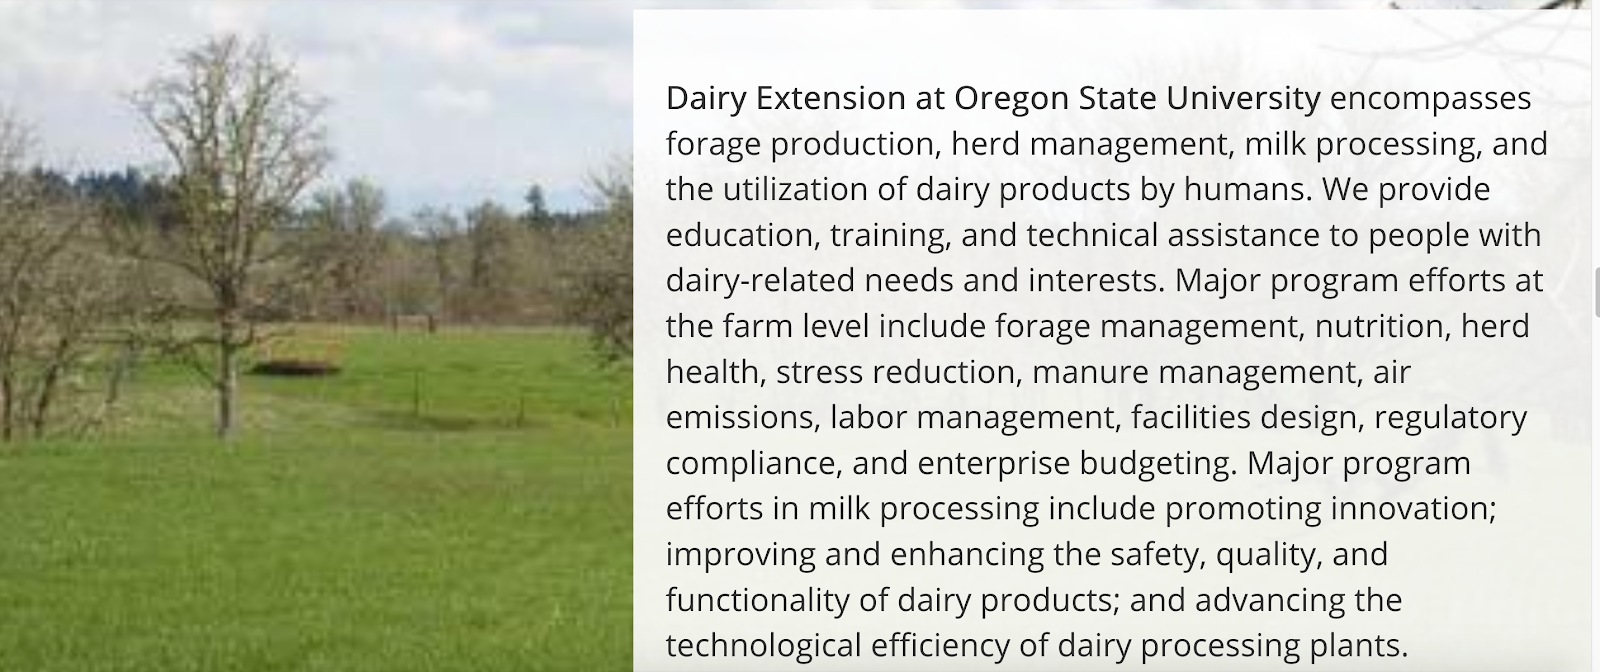 Dairy Extension at Oregon State University encompasses
forage production, herd management, milk processing, and
the utilization of dairy products by humans. We provide
education, training, and technical assistance to people with
dairy-related needs and interests. Major program efforts at
the farm level include forage management, nutrition, herd
health, stress reduction, manure management, air
emissions, labor management, facilities design, regulatory
compliance, and enterprise budgeting. Major program
efforts in milk processing include promoting innovation;
improving and enhancing the safety, quality, and
functionality of dairy products; and advancing the
technological efficiency of dairy processing plants.